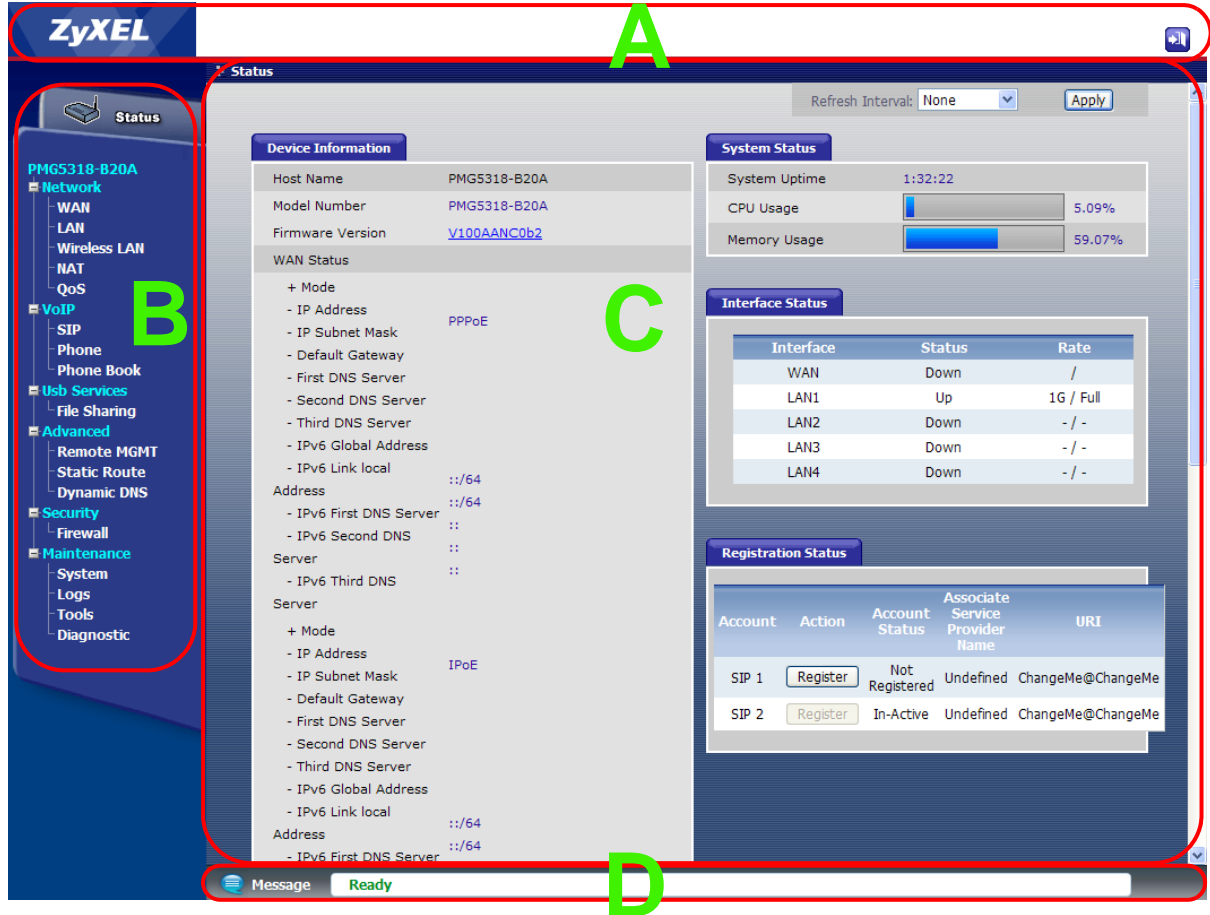 ZyXEL
A
Status
Status
Refresh Interval: None
Apply
PMG5318-B20A
Network
WAN
LAN
Wireless LAN
NAT
QoS
VoIP
SIP
Phone
Phone Book
Usb Services
File Sharing
Advanced
Remote MGMT
Static Route
Dynamic DNS
Security
Firewall
Maintenance
System
Logs
Tools
Diagnostic
B
Device Information
Host Name PMG5318-B20A
Model Number PMG5318-B20A
Firmware Version V100AANC0b2
WAN Status
+ Mode
- IP Address
PPPoE
- IP Subnet Mask
- Default Gateway
- First DNS Server
- Second DNS Server
- Third DNS Server
- IPv6 Global Address
- IPv6 Link local
::/64
Address
::/64
- IPv6 First DNS Server
::
- IPv6 Second DNS
::
Server
::
- IPv6 Third DNS
Server
+ Mode
- IP Address
IPoE
- IP Subnet Mask
- Default Gateway
- First DNS Server
- Second DNS Server
- Third DNS Server
- IPv6 Global Address
- IPv6 Link local
::/64
Address
::/64
- IPv6 First DNS Server
C
System Status
System Uptime 1:32:22
CPU Usage 5.09%
Memory Usage 59.07%
Interface Status
Interface Status Rate
WAN Down /
LAN1 Up 1G / Full
LAN2 Down - / -
LAN3 Down - / -
LAN4 Down - / -
Registration Status
Account Action Account Status Associate Service Provider Name URI
SIP 1 Register Not Registered Undefined ChangeMe@ChangeMe
SIP 2 Register In-Active Undefined ChangeMe@ChangeMe
Message Ready
D